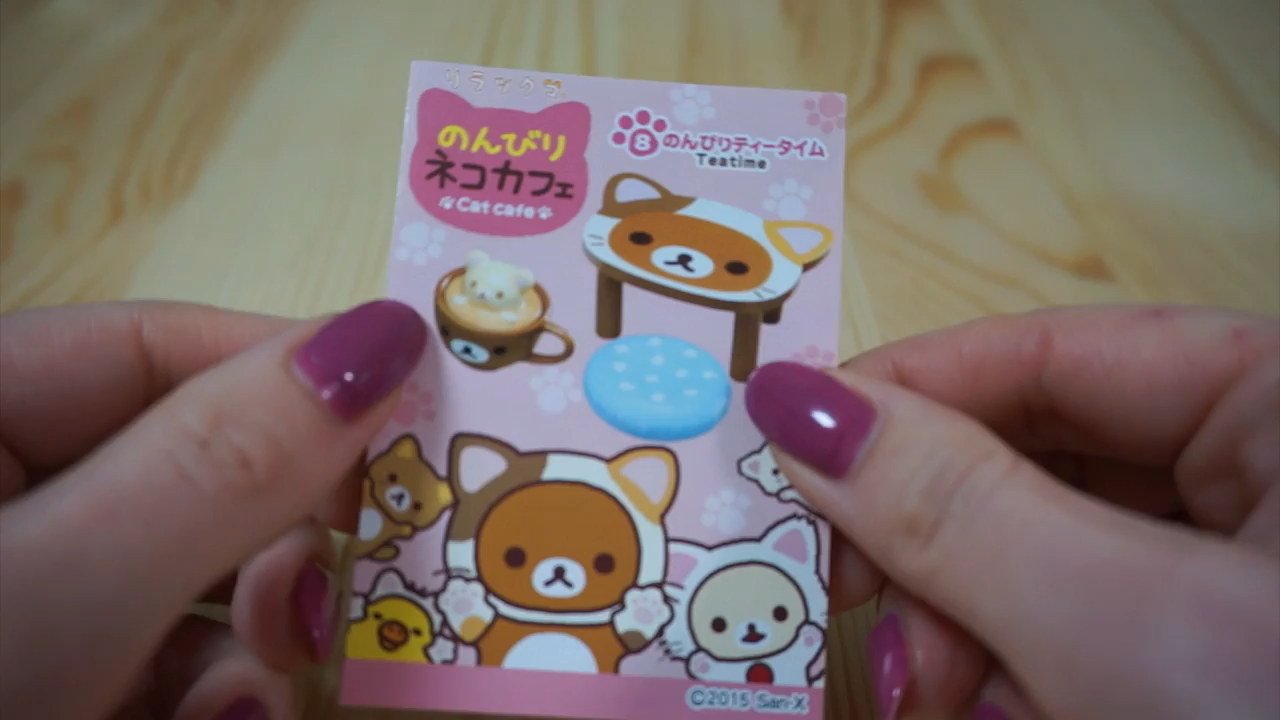 リラックマ
のんびり
ネコカフェ
Cat cafe
8 のんびりティータイム
Teatime
©2015 San-X